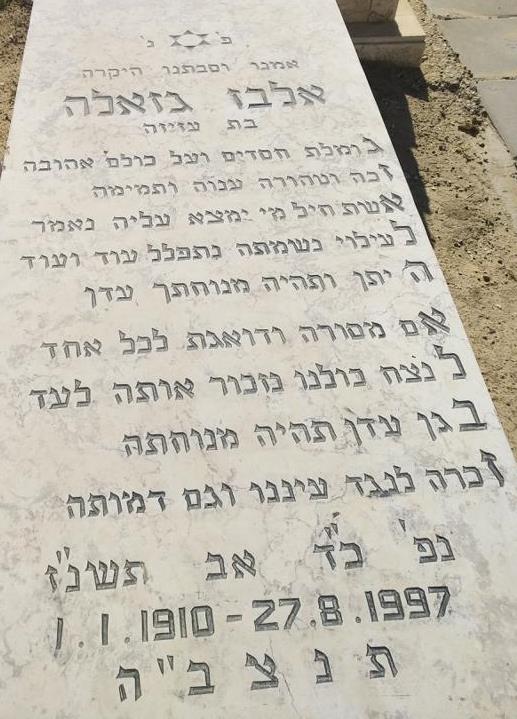 פ' נ'
אמנו וסבתנו היקרה
אלבז גזאלה
בת עזיזה
גומלת חסדים ועל כולם אהובה
זכה וטהורה ענוה ותמימה
אשת חיל מי ימצא עליה נאמר
לעילוי נשמתה נתפלל עוד ועוד
ה' יתן ותהיה מנוחתך עדן
אם מסורה ודואגת לכל אחד
לנצח כולנו נזכור אותה לעד
בגן עדן תהיה מנוחתה
זכרה לנגד עיננו וגם דמותה
נפ' כ"ד אב תשנ"ז
1.1.1910-27.8.1997
ת נ צ ב"ה